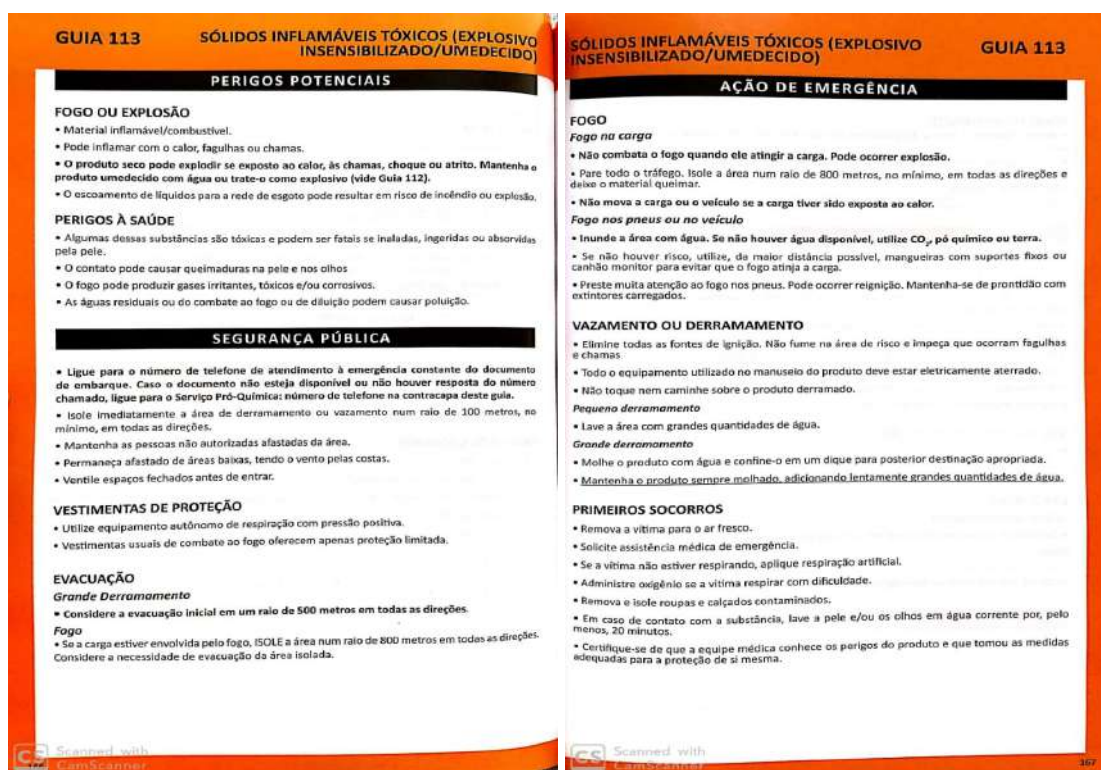 GUIA 113
SÓLIDOS INFLAMÁVEIS TÓXICOS (EXPLOSIVO
INSENSIBILIZADO/UMEDECIDO)
PERIGOS POTENCIAIS
FOGO OU EXPLOSÃO
• Material inflamável/combustível.
• Pode inflamar com o calor, fagulhas ou chamas.
• O produto seco pode explodir se exposto ao calor, às chamas, choque ou atrito. Mantenha o
produto umedecido com água ou trate-o como explosivo (vide Guia 112).
• O escoamento de líquidos para a rede de esgoto pode resultar em risco de incêndio ou explosão.
PERIGOS À SAÚDE
• Algumas dessas substâncias são tóxicas e podem ser fatais se inaladas, ingeridas ou absorvidas
pela pele.
• O contato pode causar queimaduras na pele e nos olhos
• O fogo pode produzir gases irritantes, tóxicos e/ou corrosivos.
• As águas residuais ou do combate ao fogo ou de diluição podem causar poluição.
SEGURANÇA PÚBLICA
• Ligue para o número de telefone de atendimento à emergência constante do documento
de embarque. Caso o documento não esteja disponível ou não houver resposta do número
chamado, ligue para o Serviço Pró-Química: número de telefone na contracapa deste guia.
• Isole imediatamente a área de derramamento ou vazamento num raio de 100 metros, no
mínimo, em todas as direções.
• Mantenha as pessoas não autorizadas afastadas da área.
• Permaneça afastado de áreas baixas, tendo o vento pelas costas.
• Ventile espaços fechados antes de entrar.
VESTIMENTAS DE PROTEÇÃO
• Utilize equipamento autônomo de respiração com pressão positiva.
• Vestimentas usuais de combate ao fogo oferecem apenas proteção limitada.
EVACUAÇÃO
Grande Derramamento
• Considere a evacuação inicial em um raio de 500 metros em todas as direções.
Fogo
• Se a carga estiver envolvida pelo fogo, ISOLE a área num raio de 800 metros em todas as direções.
Considere a necessidade de evacuação da área isolada.
CS Scanned with
CamScanner
SÓLIDOS INFLAMÁVEIS TÓXICOS (EXPLOSIVO
INSENSIBILIZADO/UMEDECIDO)
GUIA 113
AÇÃO DE EMERGÊNCIA
FOGO
Fogo na carga
• Não combata o fogo quando ele atingir a carga. Pode ocorrer explosão.
• Pare todo o tráfego. Isole a área num raio de 800 metros, no mínimo, em todas as direções e
deixe o material queimar.
• Não mova a carga ou o veículo se a carga tiver sido exposta ao calor.
Fogo nos pneus ou no veículo
• Inunde a área com água. Se não houver água disponível, utilize CO₂, pó químico ou terra.
• Se não houver risco, utilize, da maior distância possível, mangueiras com suportes fixos ou
canhão monitor para evitar que o fogo atinja a carga.
• Preste muita atenção ao fogo nos pneus. Pode ocorrer reignição. Mantenha-se de prontidão com
extintores carregados.
VAZAMENTO OU DERRAMAMENTO
• Elimine todas as fontes de ignição. Não fume na área de risco e impeça que ocorram fagulhas
e chamas
• Todo o equipamento utilizado no manuseio do produto deve estar eletricamente aterrado.
• Não toque nem caminhe sobre o produto derramado.
Pequeno derramamento
• Lave a área com grandes quantidades de água.
Grande derramamento
• Molhe o produto com água e confine-o em um dique para posterior destinação apropriada.
• Mantenha o produto sempre molhado, adicionando lentamente grandes quantidades de água.
PRIMEIROS SOCORROS
• Remova a vítima para o ar fresco.
• Solicite assistência médica de emergência.
• Se a vítima não estiver respirando, aplique respiração artificial.
• Administre oxigênio se a vítima respirar com dificuldade.
• Remova e isole roupas e calçados contaminados.
• Em caso de contato com a substância, lave a pele e/ou os olhos em água corrente por, pelo
menos, 20 minutos.
• Certifique-se de que a equipe médica conhece os perigos do produto e que tomou as medidas
adequadas para a proteção de si mesma.
CS Scanned with
CamScanner
167